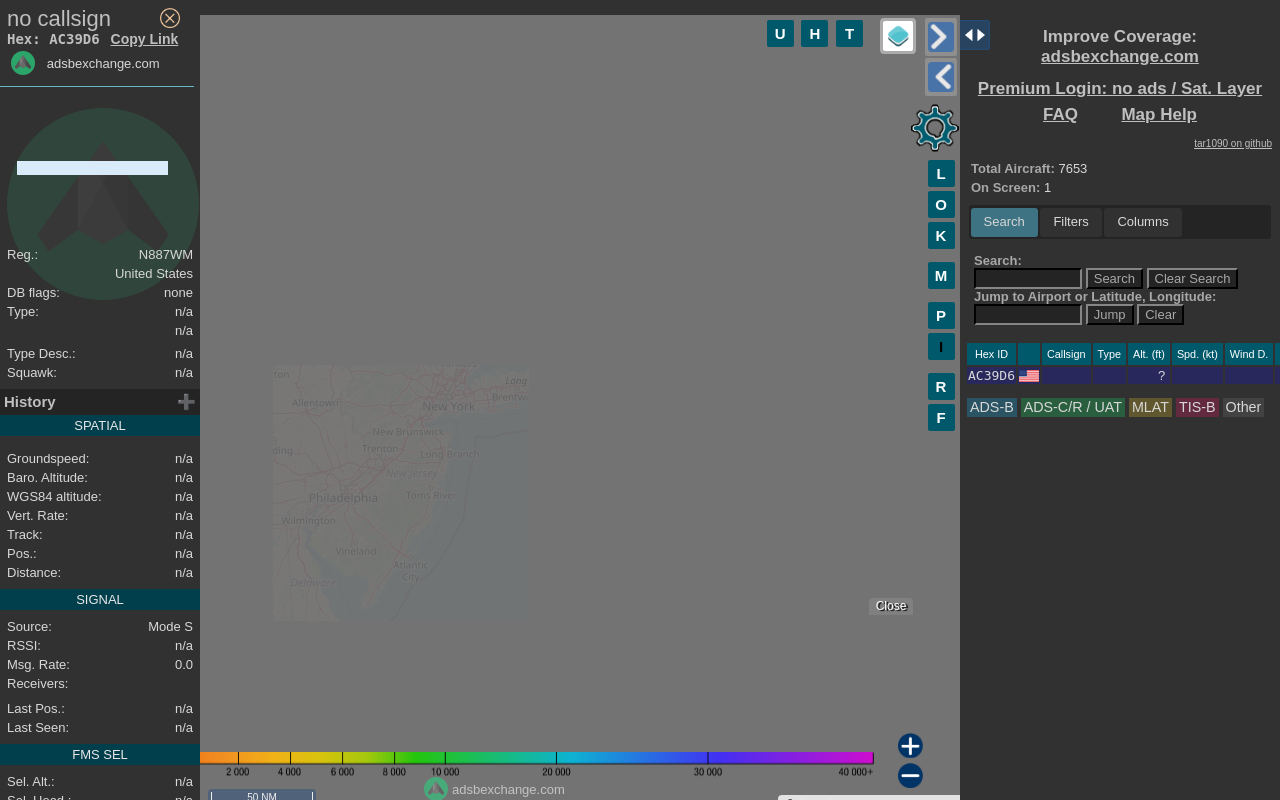 no callsign
Hex: AC39D6 Copy Link
adsbexchange.com
Reg.: N887WM
United States
DB flags: none
Type: n/a
n/a
Type Desc.: n/a
Squawk: n/a
History
SPATIAL
Groundspeed: n/a
Baro. Altitude: n/a
WGS84 altitude: n/a
Vert. Rate: n/a
Track: n/a
Pos.: n/a
Distance: n/a
SIGNAL
Source: Mode S
RSSI: n/a
Msg. Rate: 0.0
Receivers:
Last Pos.: n/a
Last Seen: n/a
FMS SEL
Sel. Alt.: n/a
Sel. Head.: n/a
U H T
L
O
K
M
P
I
R
F
ton
Long
Allentown
New York
Brentw
New Brunswick
ding
Trenton
Long Branch
New Jersey
Philadelphia
Toms River
Wilmington
Vineland
Atlantic
City
Delaware
Close
2 000 4 000 6 000 8 000 10 000 20 000 30 000 40 000+
adsbexchange.com
50 NM
Improve Coverage:
adsbexchange.com
Premium Login: no ads / Sat. Layer
FAQ Map Help
tar1090 on github
Total Aircraft: 7653
On Screen: 1
Search Filters Columns
Search:
Search Clear Search
Jump to Airport or Latitude, Longitude:
Jump Clear
Hex ID Callsign Type Alt. (ft) Spd. (kt) Wind D.
AC39D6 ?
ADS-B ADS-C/R / UAT MLAT TIS-B Other